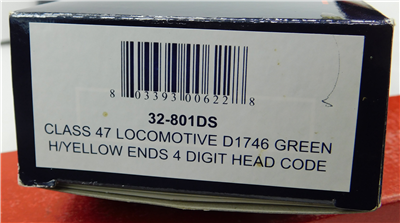 8 03393 00622 8
32-801DS
CLASS 47 LOCOMOTIVE D1746 GREEN
H/YELLOW ENDS 4 DIGIT HEAD CODE